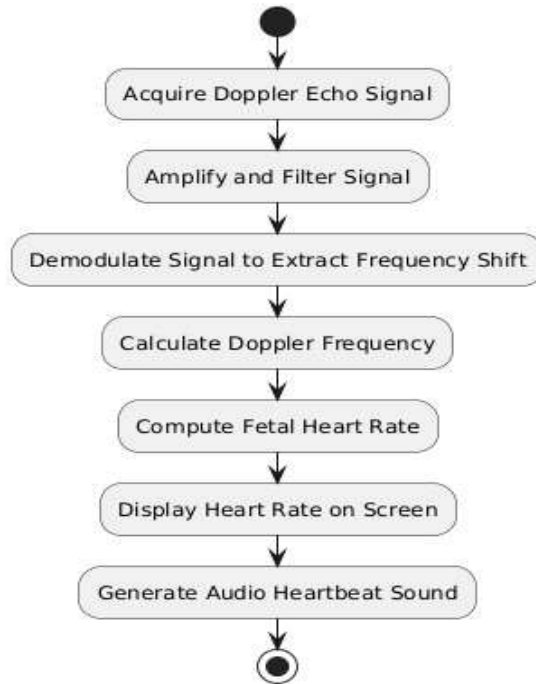 Acquire Doppler Echo Signal
Amplify and Filter Signal
Demodulate Signal to Extract Frequency Shift
Calculate Doppler Frequency
Compute Fetal Heart Rate
Display Heart Rate on Screen
Generate Audio Heartbeat Sound